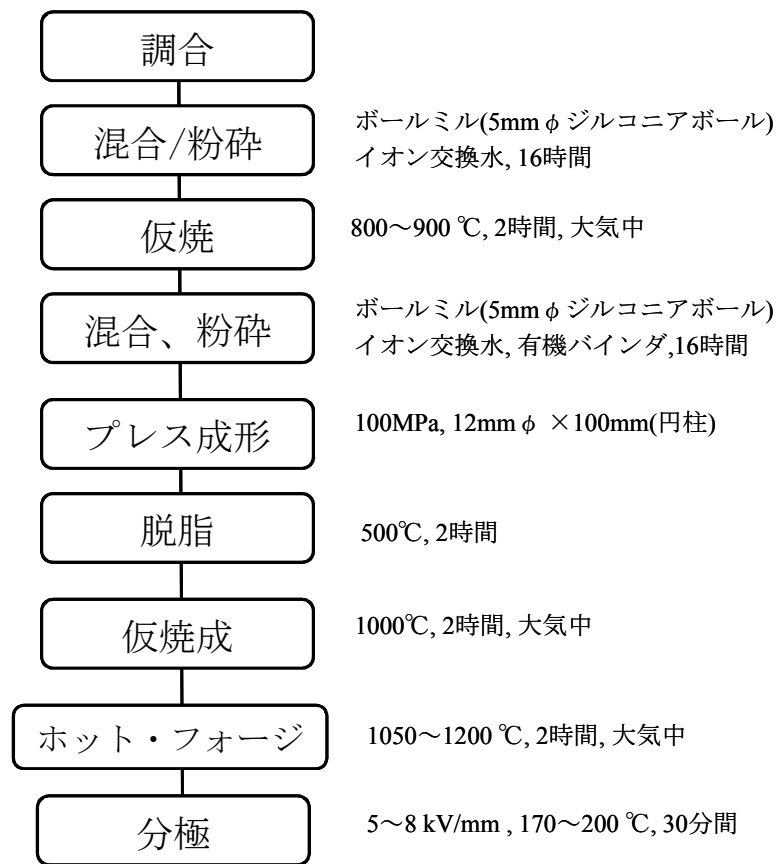 調合
混合/粉砕
ボールミル(5mmφジルコニアボール)
イオン交換水, 16時間
仮焼
800～900 ℃, 2時間, 大気中
混合、粉砕
ボールミル(5mmφジルコニアボール)
イオン交換水, 有機バインダ,16時間
プレス成形
100MPa, 12mmφ ×100mm(円柱)
脱脂
500℃, 2時間
仮焼成
1000℃, 2時間, 大気中
ホット・フォージ
1050～1200 ℃, 2時間, 大気中
分極
5～8 kV/mm , 170～200 ℃, 30分間